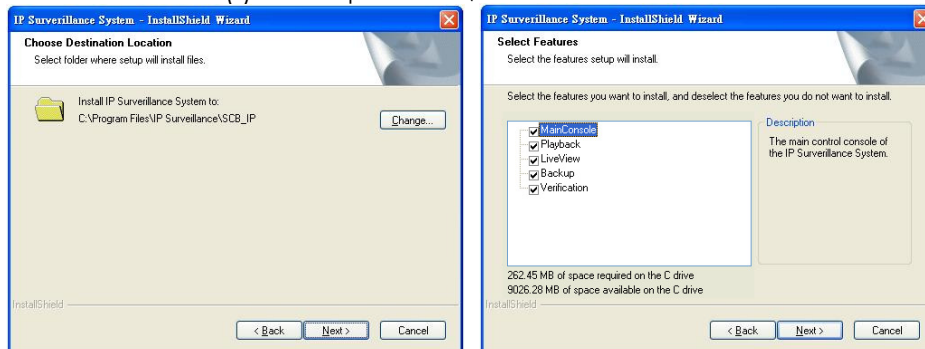 IP Surverillance System - InstallShield Wizard
Choose Destination Location
Select folder where setup will install files.
Install IP Surverillance System to:
C:\Program Files\IP Surveillance\SCB_IP
Change...
InstallShield
< Back Next > Cancel
IP Surverillance System - InstallShield Wizard
Select Features
Select the features setup will install.
Select the features you want to install, and deselect the features you do not want to install.
MainConsole
Playback
LiveView
Backup
Verification
Description
The main control console of
the IP Surverillance System.
262.45 MB of space required on the C drive
9026.28 MB of space available on the C drive
InstallShield
< Back Next > Cancel